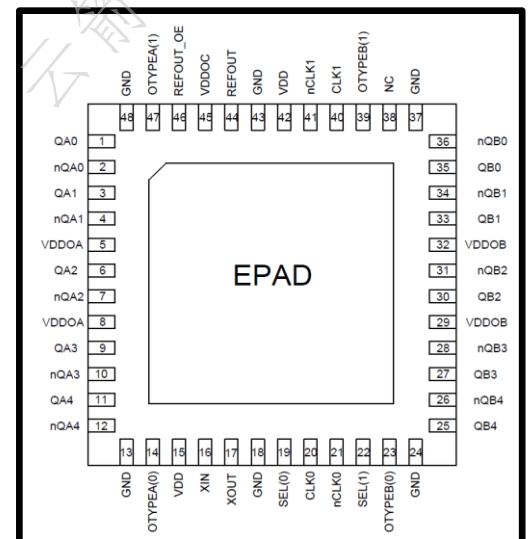 云箭
GND OTYPEA(1) REFOUT_OE VDDOC REFOUT GND VDD nCLK1 CLK1 OTYPEB(1) NC GND
48 47 46 45 44 43 42 41 40 39 38 37
QA0 1 36 nQB0
nQA0 2 35 QB0
QA1 3 34 nQB1
nQA1 4 33 QB1
VDDOA 5 32 VDDOB
QA2 6 31 nQB2
nQA2 7 30 QB2
VDDOA 8 29 VDDOB
QA3 9 28 nQB3
nQA3 10 27 QB3
QA4 11 26 nQB4
nQA4 12 25 QB4
EPAD
13 14 15 16 17 18 19 20 21 22 23 24
GND OTYPEA(0) VDD XIN XOUT GND SEL(0) CLK0 nCLK0 SEL(1) OTYPEB(0) GND